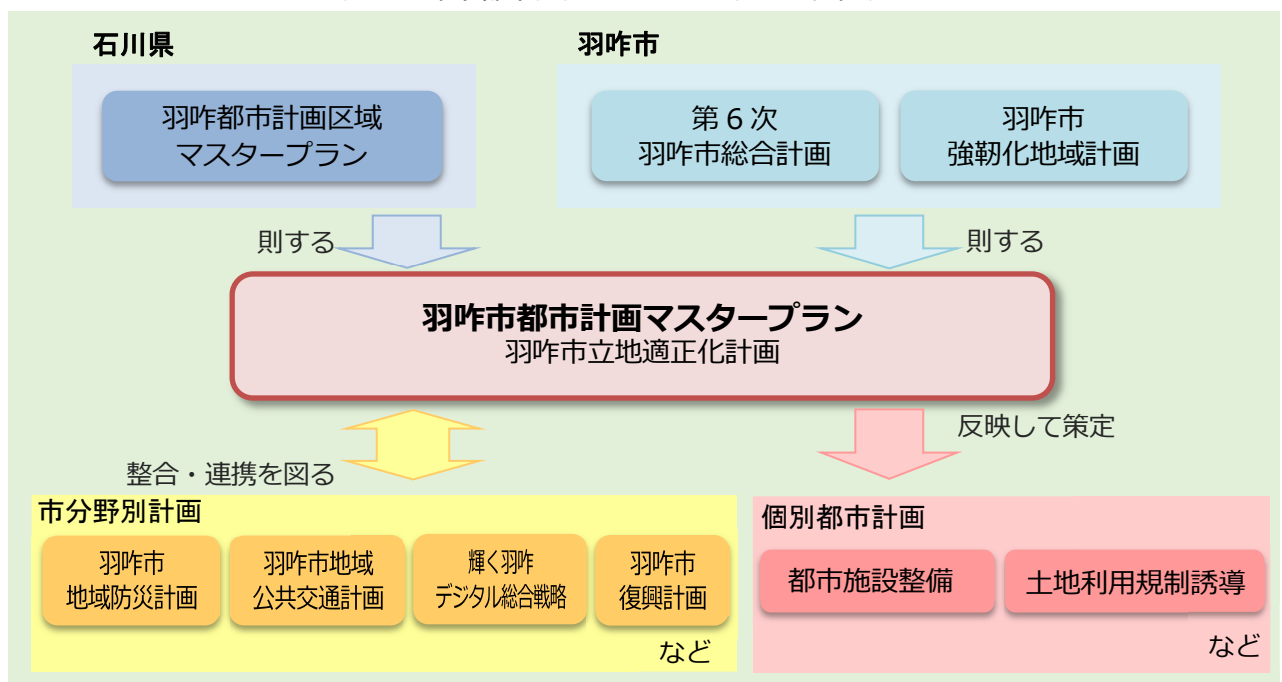 石川県
羽咋市
羽咋都市計画区域
マスタープラン
第6次
羽咋市総合計画
羽咋市
強靭化地域計画
則する
則する
羽咋市都市計画マスタープラン
羽咋市立地適正化計画
反映して策定
整合・連携を図る
市分野別計画
羽咋市
地域防災計画
羽咋市地域
公共交通計画
輝く羽咋
デジタル総合戦略
羽咋市
復興計画
など
個別都市計画
都市施設整備
土地利用規制誘導
など